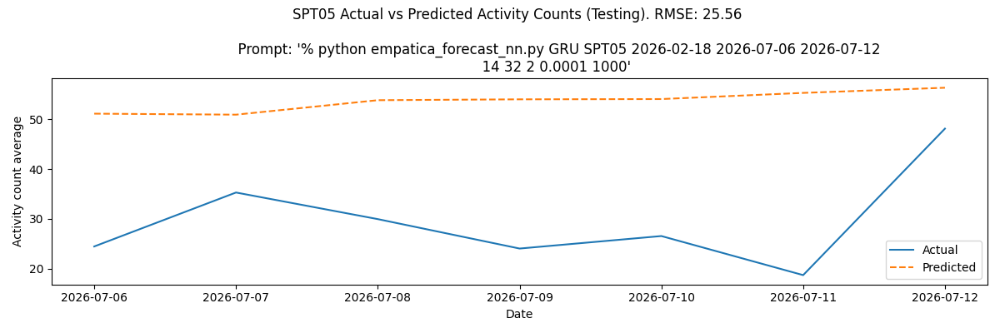 SPT05 Actual vs Predicted Activity Counts (Testing). RMSE: 25.56
Prompt: '% python empatica_forecast_nn.py GRU SPT05 2026-02-18 2026-07-06 2026-07-12
14 32 2 0.0001 1000'
Activity count average
50
40
30
20
Actual
Predicted
2026-07-06 2026-07-07 2026-07-08 2026-07-09 2026-07-10 2026-07-11 2026-07-12
Date